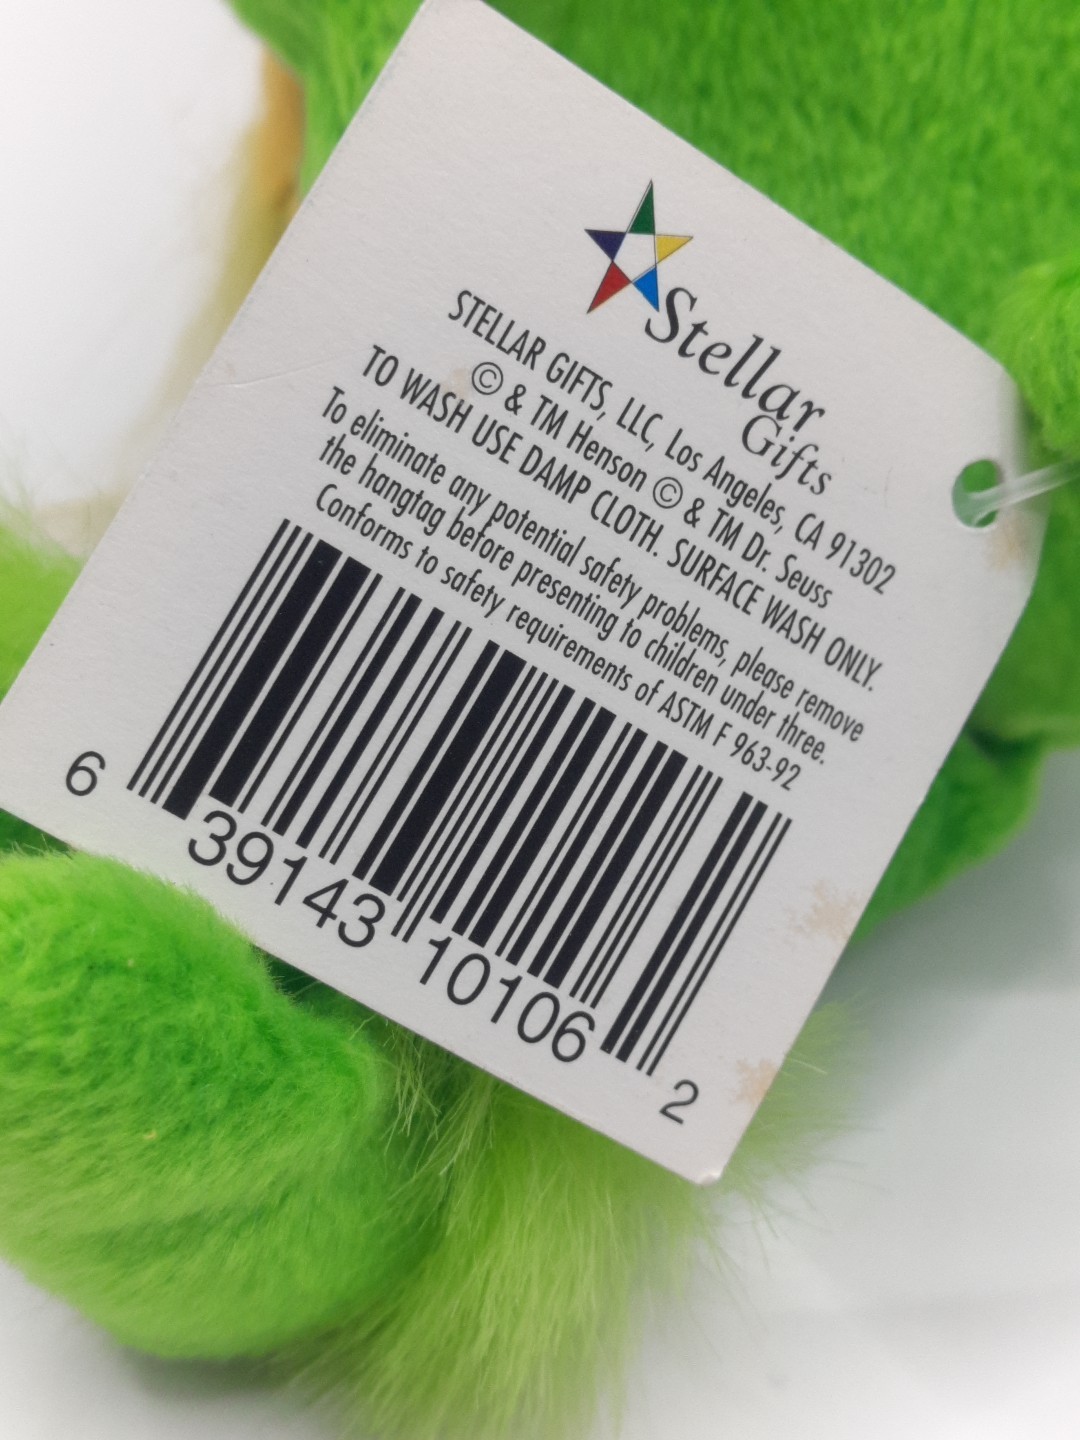 Stellar
Gifts
STELLAR GIFTS, LLC, Los Angeles, CA 91302
© & TM Henson © & TM Dr. Seuss
TO WASH USE DAMP CLOTH. SURFACE WASH ONLY.
To eliminate any potential safety problems, please remove
the hangtag before presenting to children under three.
Conforms to safety requirements of ASTM F 963-92
6 39143 10106 2